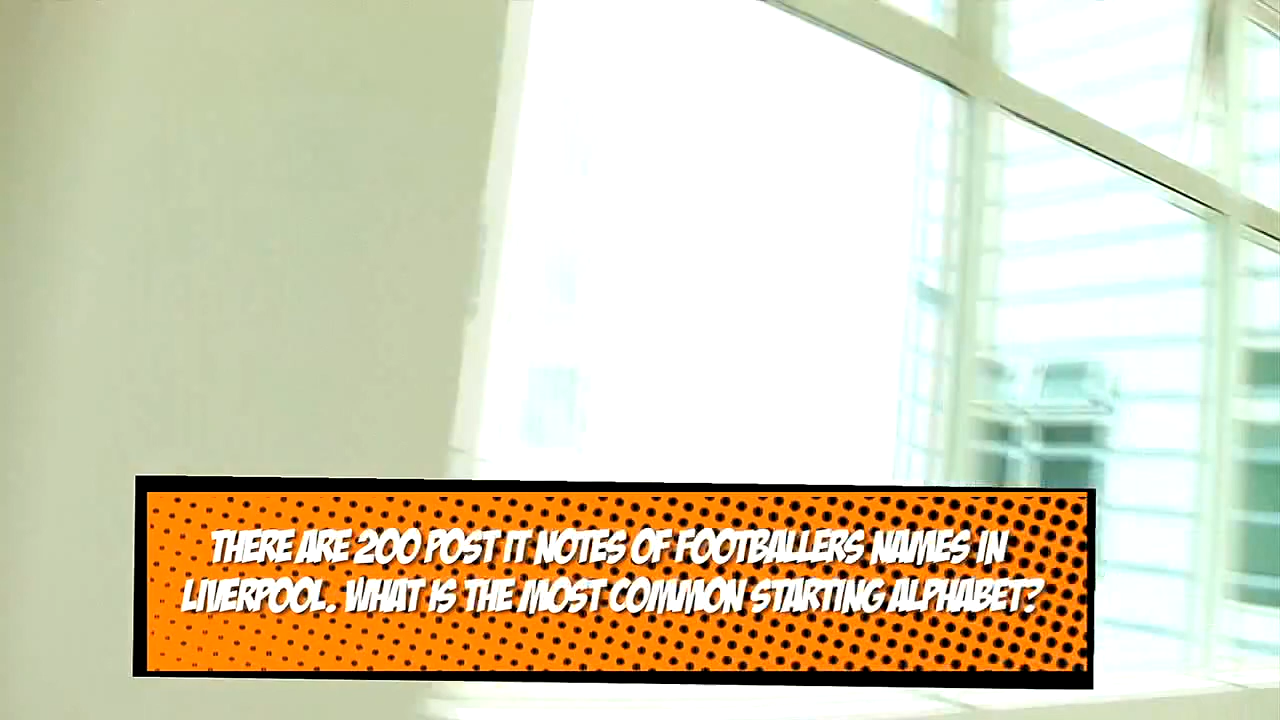 THERE ARE 200 POST IT NOTES OF FOOTBALLERS NAMES IN
LIVERPOOL. WHAT IS THE MOST COMMON STARTING ALPHABET?